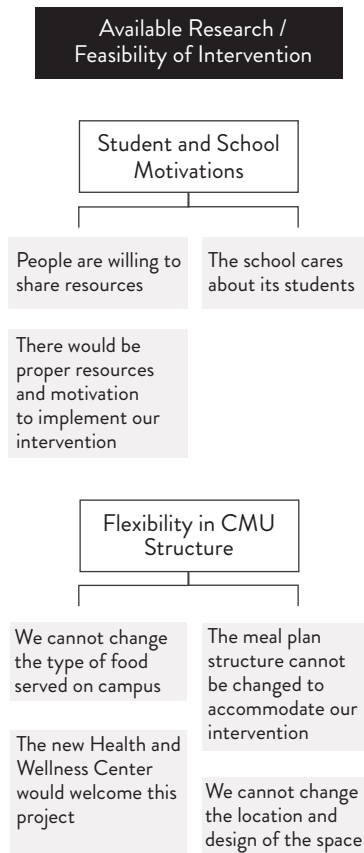 Available Research /
Feasibility of Intervention
Student and School
Motivations
People are willing to
share resources
The school cares
about its students
There would be
proper resources
and motivation
to implement our
intervention
Flexibility in CMU
Structure
We cannot change
the type of food
served on campus
The meal plan
structure cannot
be changed to
accommodate our
intervention
The new Health and
Wellness Center
would welcome this
project
We cannot change
the location and
design of the space